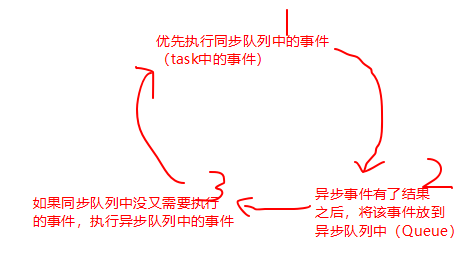 1
优先执行同步队列中的事件
（task中的事件）
2
异步事件有了结果
之后，将该事件放到
异步队列中（Queue）
3
如果同步队列中没又需要执行
的事件，执行异步队列中的事件